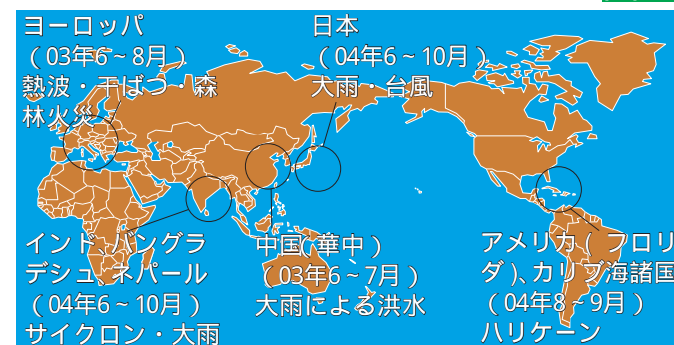 ヨーロッパ
（03年6～8月）
熱波・干ばつ・森
林火災
日本
（04年6～10月）
大雨・台風
インド、バングラ
デシュ、ネパール
（04年6～10月）
サイクロン・大雨
中国(華中）
（03年6～7月）
大雨による洪水
アメリカ（フロリ
ダ)、カリブ海諸国
（04年8～9月）
ハリケーン